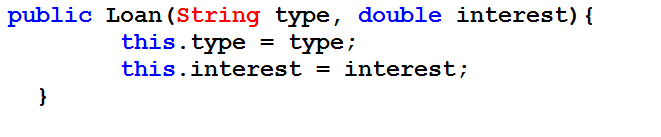 public Loan(String type, double interest){
this.type = type;
this.interest = interest;
}